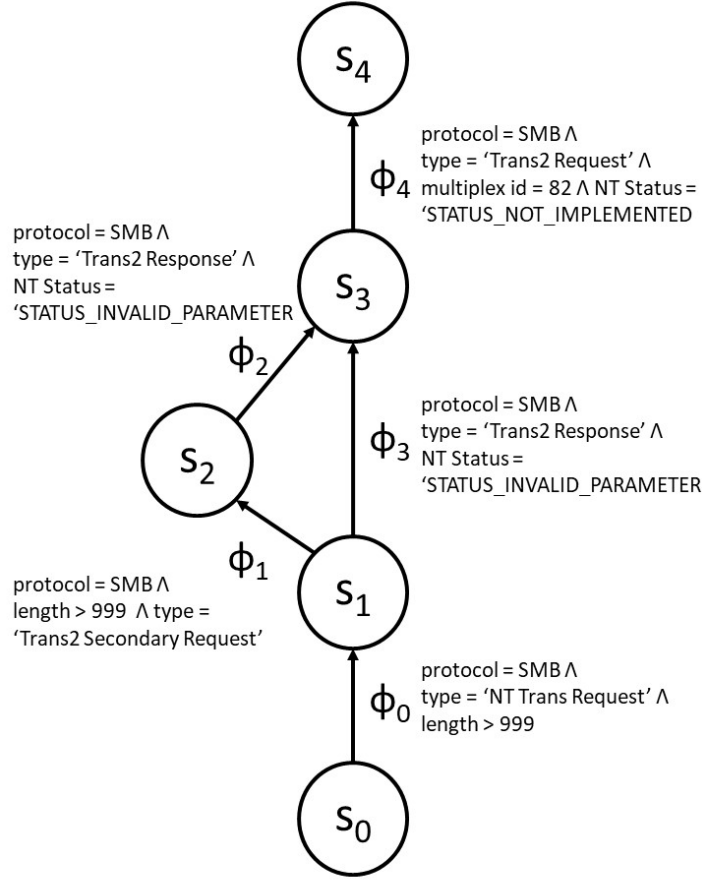 S4
protocol = SMB Λ
type = ‘Trans2 Request’ Λ
multiplex id = 82 Λ NT Status =
‘STATUS_NOT_IMPLEMENTED
ϕ4
protocol = SMB Λ
type = ‘Trans2 Response’ Λ
NT Status =
‘STATUS_INVALID_PARAMETER
S3
ϕ2
protocol = SMB Λ
type = ‘Trans2 Response’ Λ
NT Status =
‘STATUS_INVALID_PARAMETER
ϕ3
S2
ϕ1
protocol = SMB Λ
length > 999 Λ type =
‘Trans2 Secondary Request’
S1
protocol = SMB Λ
type = ‘NT Trans Request’ Λ
length > 999
ϕ0
S0